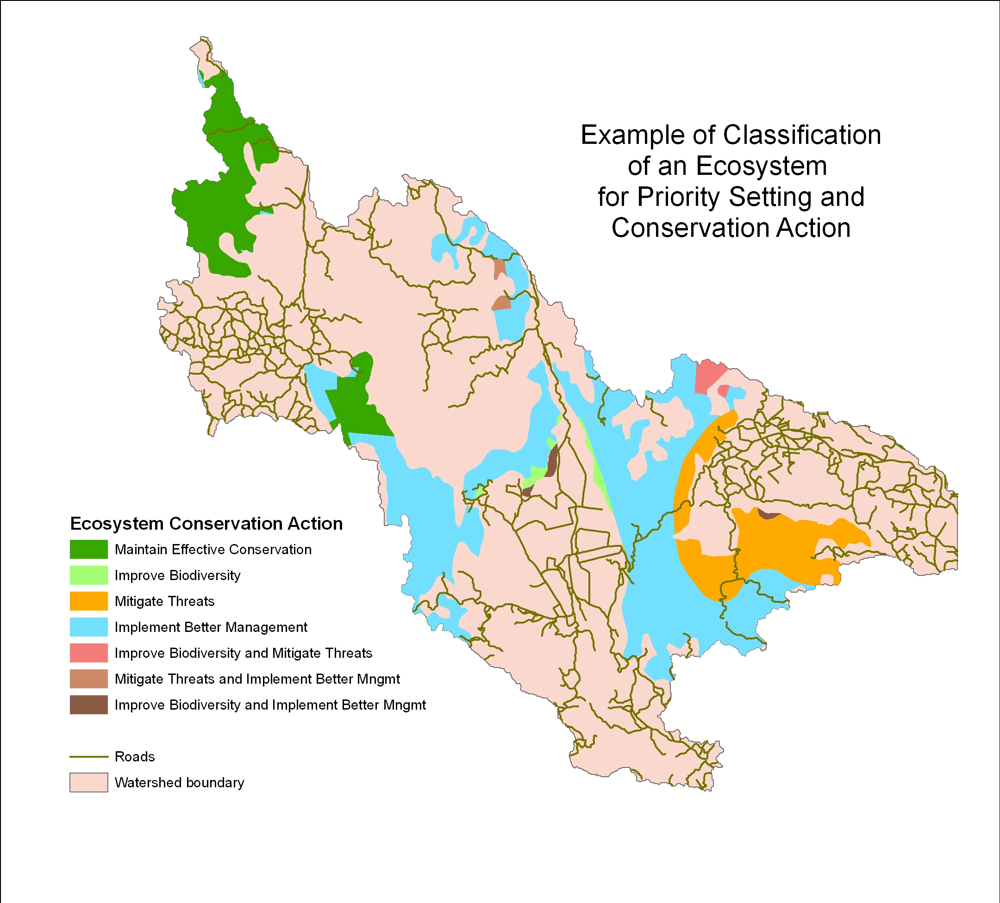 Example of Classification
of an Ecosystem
for Priority Setting and
Conservation Action
Ecosystem Conservation Action
Maintain Effective Conservation
Improve Biodiversity
Mitigate Threats
Implement Better Management
Improve Biodiversity and Mitigate Threats
Mitigate Threats and Implement Better Mngmt
Improve Biodiversity and Implement Better Mngmt
Roads
Watershed boundary